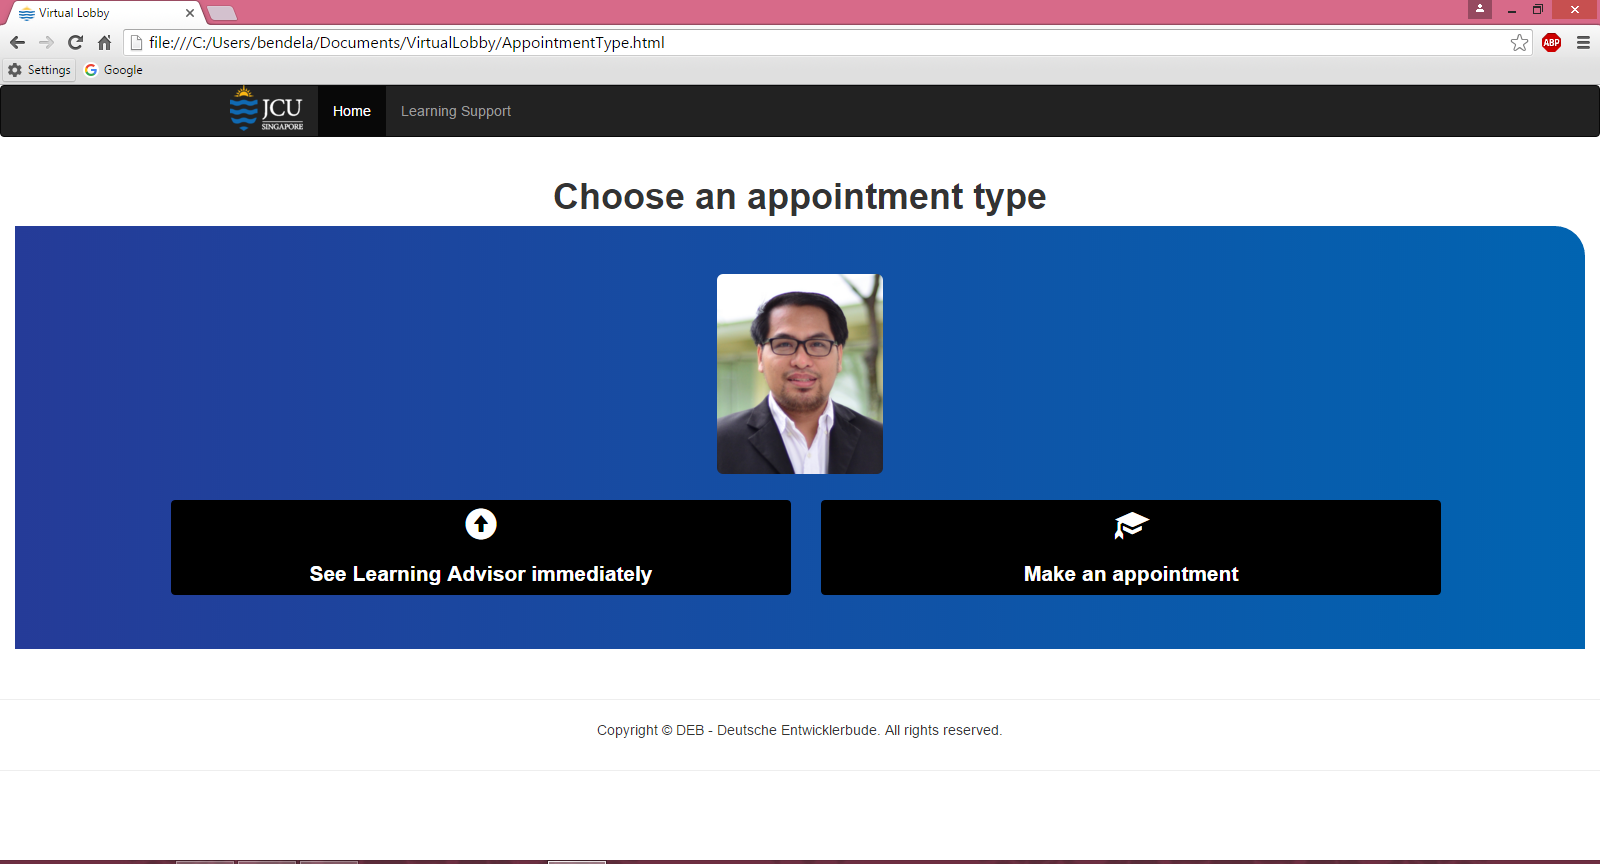 Virtual Lobby
file:///C:/Users/bendela/Documents/VirtualLobby/AppointmentType.html
ABP
Settings
Google
JCU
SINGAPORE
Home
Learning Support
Choose an appointment type
See Learning Advisor immediately
Make an appointment
Copyright © DEB - Deutsche Entwicklerbude. All rights reserved.